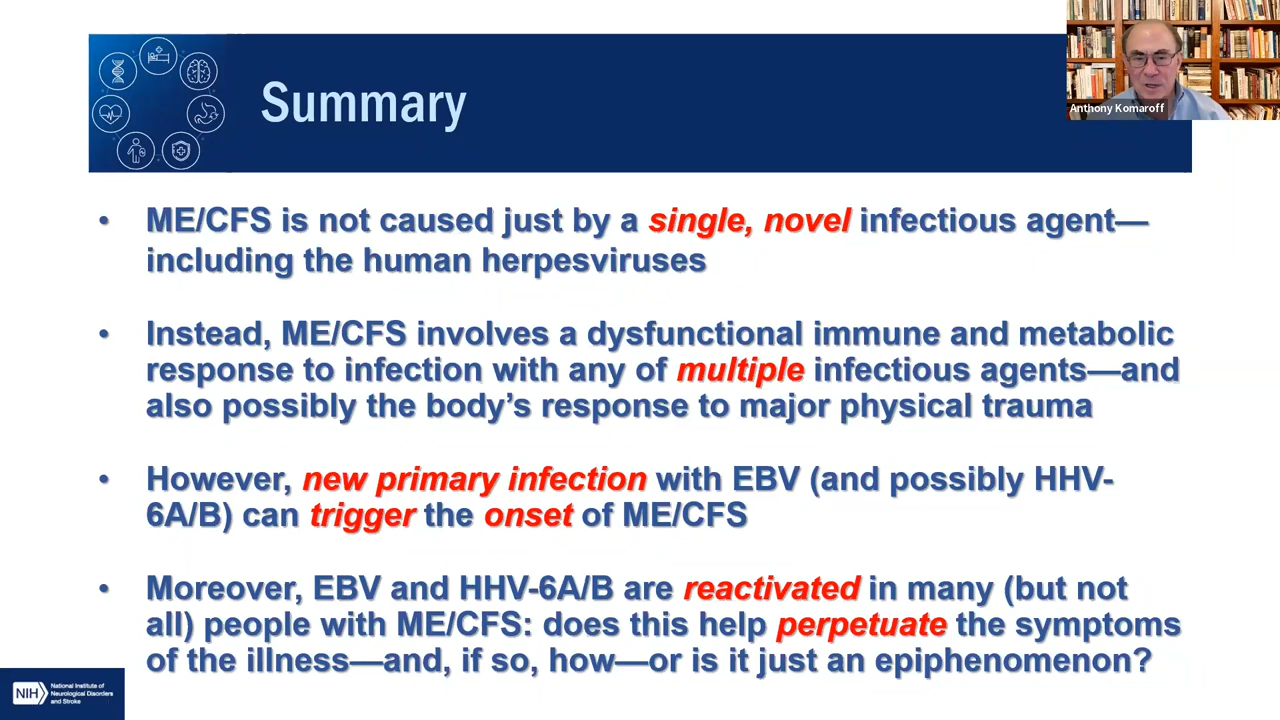 Summary
Anthony Komaroff
• ME/CFS is not caused just by a single, novel infectious agent—
including the human herpesviruses
• Instead, ME/CFS involves a dysfunctional immune and metabolic
response to infection with any of multiple infectious agents—and
also possibly the body’s response to major physical trauma
• However, new primary infection with EBV (and possibly HHV-
6A/B) can trigger the onset of ME/CFS
• Moreover, EBV and HHV-6A/B are reactivated in many (but not
all) people with ME/CFS: does this help perpetuate the symptoms
of the illness—and, if so, how—or is it just an epiphenomenon?
NIH
National Institute of
Neurological Disorders
and Stroke